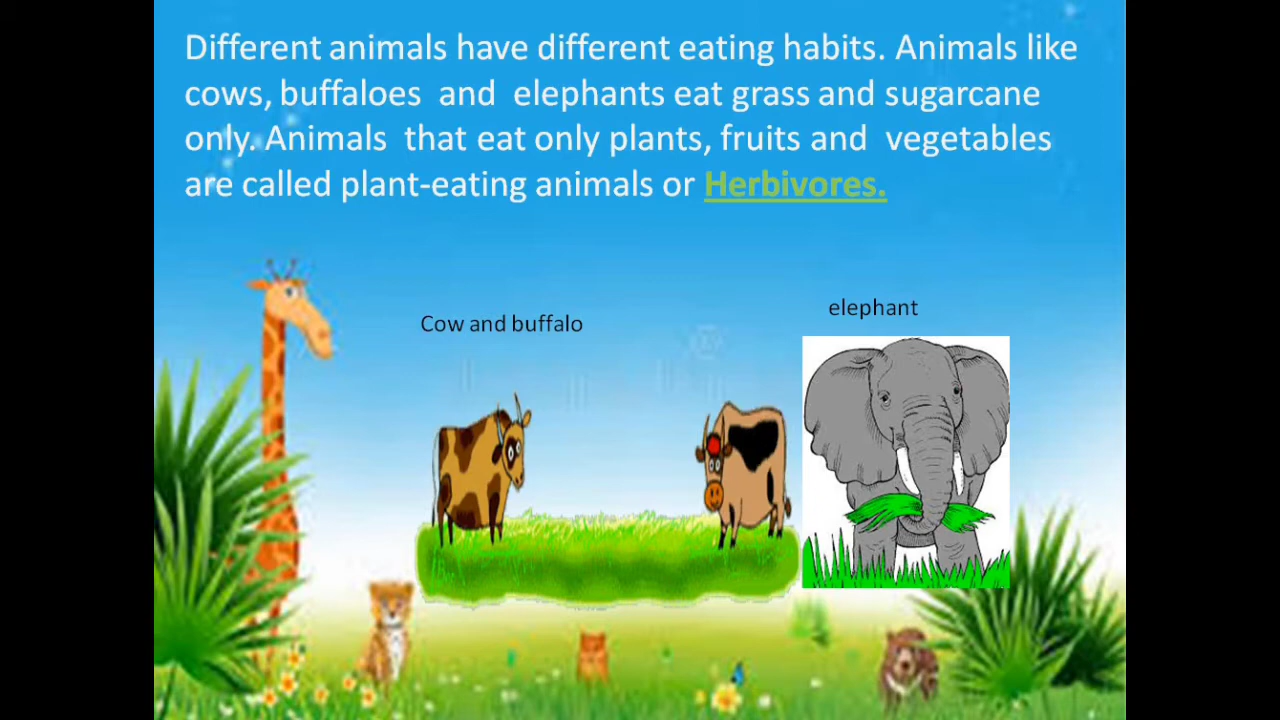 Different animals have different eating habits. Animals like
cows, buffaloes and elephants eat grass and sugarcane
only. Animals that eat only plants, fruits and vegetables
are called plant-eating animals or Herbivores.
elephant
Cow and buffalo